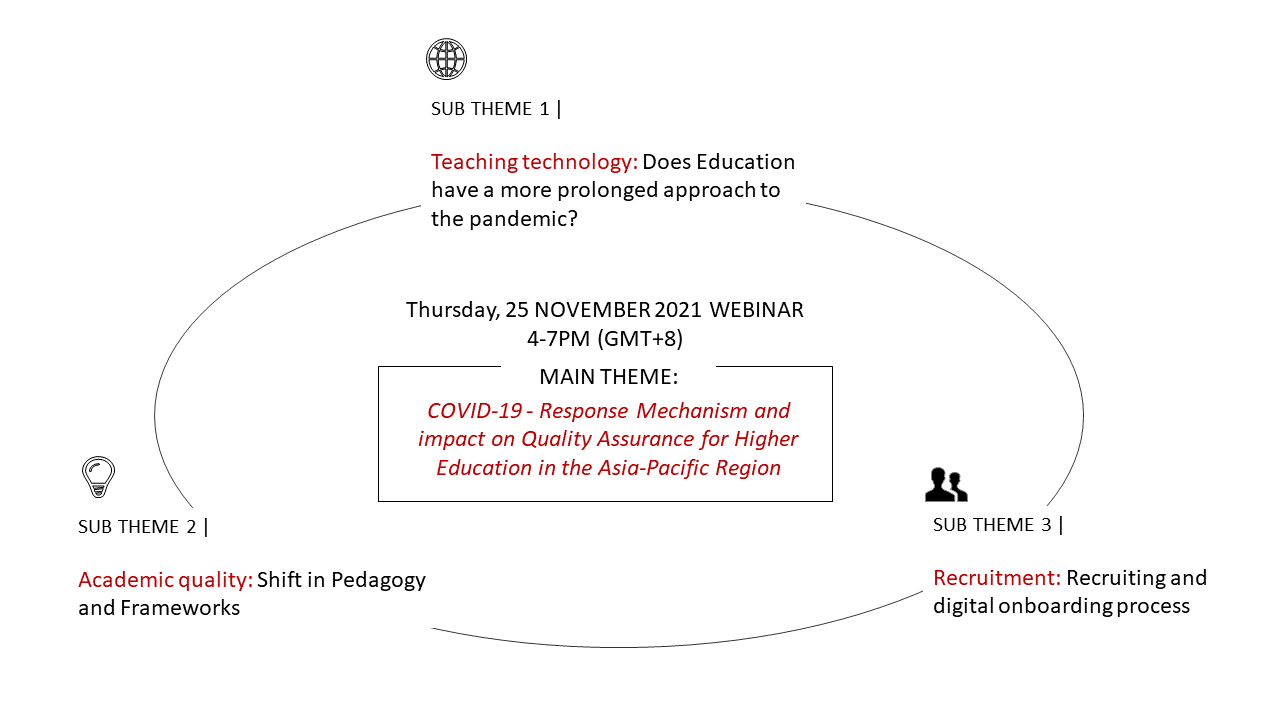 SUB THEME 1 |
Teaching technology: Does Education
have a more prolonged approach to
the pandemic?
Thursday, 25 NOVEMBER 2021 WEBINAR
4-7PM (GMT+8)
MAIN THEME:
COVID-19 - Response Mechanism and
impact on Quality Assurance for Higher
Education in the Asia-Pacific Region
SUB THEME 2 |
Academic quality: Shift in Pedagogy
and Frameworks
SUB THEME 3 |
Recruitment: Recruiting and
digital onboarding process